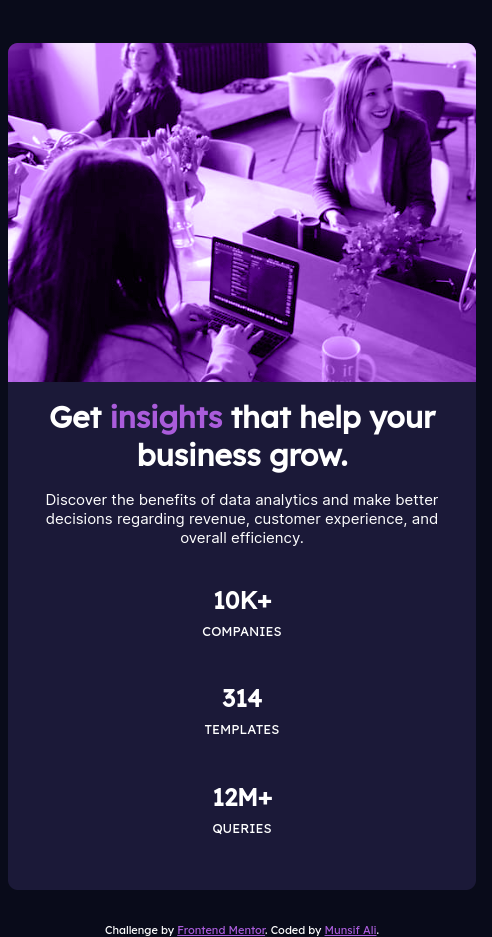 Get insights that help your
business grow.
Discover the benefits of data analytics and make better
decisions regarding revenue, customer experience, and
overall efficiency.
10K+
COMPANIES
314
TEMPLATES
12M+
QUERIES
Challenge by Frontend Mentor. Coded by Munsif Ali.